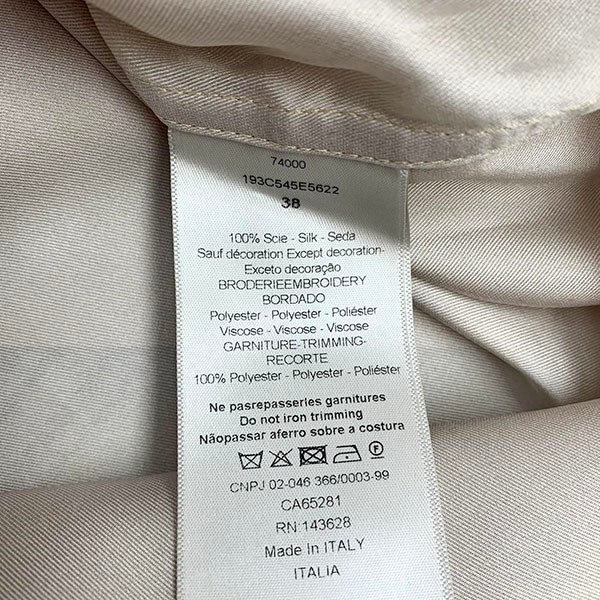 74000
193C545E5622
38
100% Scie - Silk - Seda
Sauf décoration Except decoration-
Exceto decoração
BRODERIEEMBROIDERY
BORDADO
Polyester - Polyester - Poliéster
Viscose - Viscose - Viscose
GARNITURE-TRIMMING-
RECORTE
100% Polyester - Polyester - Poliéster
Ne pasrepasserles garnitures
Do not iron trimming
Nãopassar aferro sobre a costura
CNPJ 02-046 366/0003-99
CA65281
RN:143628
Made In ITALY
ITALIA